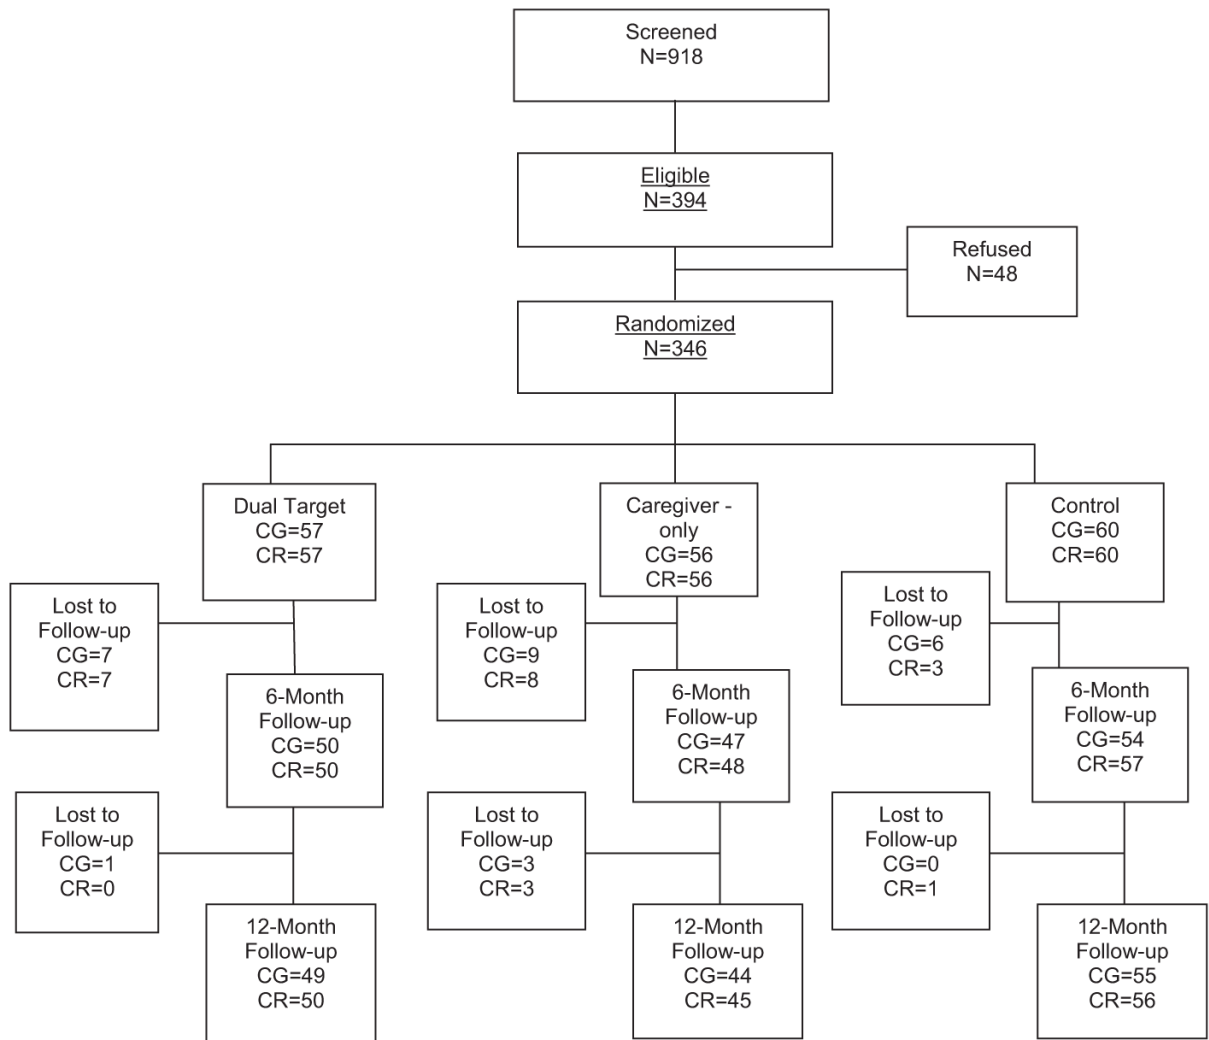 Screened
N=918
Eligible
N=394
Refused
N=48
Randomized
N=346
Dual Target
CG=57
CR=57
Caregiver -
only
CG=56
CR=56
Control
CG=60
CR=60
Lost to
Follow-up
CG=7
CR=7
Lost to
Follow-up
CG=9
CR=8
Lost to
Follow-up
CG=6
CR=3
6-Month
Follow-up
CG=50
CR=50
6-Month
Follow-up
CG=47
CR=48
6-Month
Follow-up
CG=54
CR=57
Lost to
Follow-up
CG=1
CR=0
Lost to
Follow-up
CG=3
CR=3
Lost to
Follow-up
CG=0
CR=1
12-Month
Follow-up
CG=49
CR=50
12-Month
Follow-up
CG=44
CR=45
12-Month
Follow-up
CG=55
CR=56